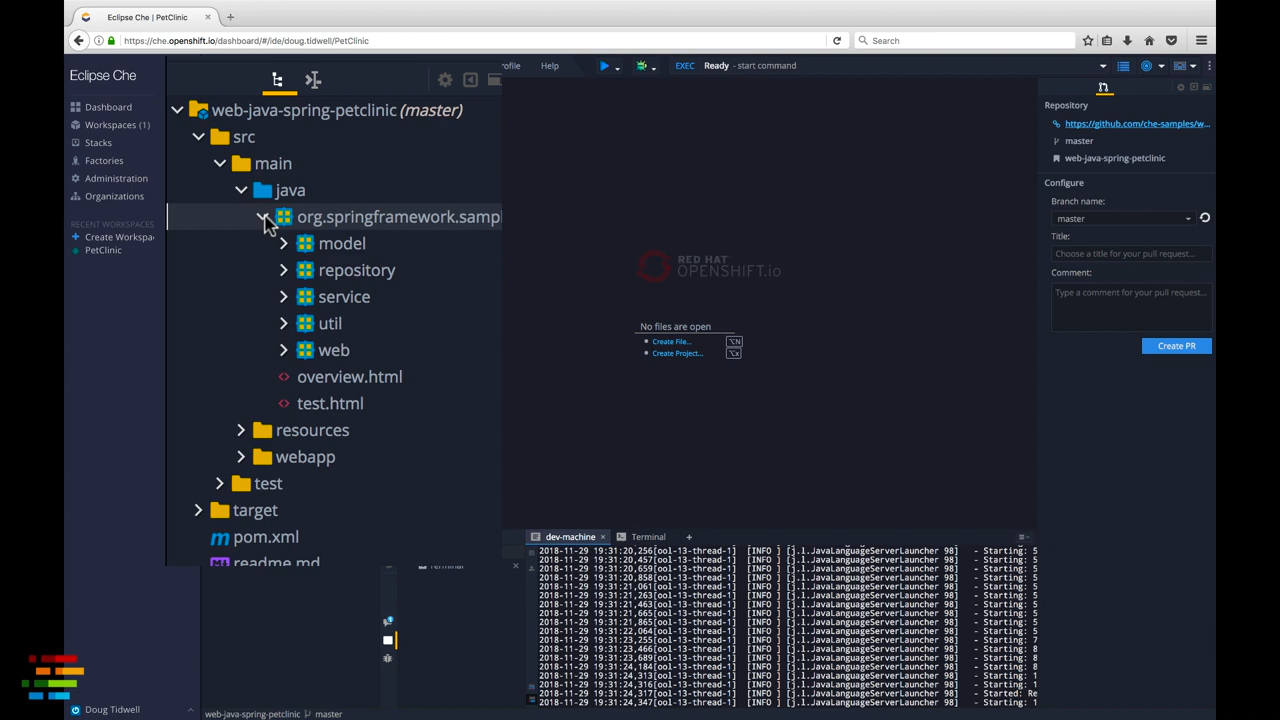 Eclipse Che | PetClinic
https://che.openshift.io/dashboard/#/ide/doug.tidwell/PetClinic
Search
Eclipse Che
Dashboard
Workspaces (1)
Stacks
Factories
Administration
Organizations
RECENT WORKSPACES
Create Workspa
PetClinic
Doug Tidwell
web-java-spring-petclinic (master)
src
main
java
org.springframework.samp
model
repository
service
util
web
overview.html
test.html
resources
webapp
test
target
pom.xml
readme.md
ofile Help EXEC Ready - start command
RED HAT
OPENSHIFT.io
No files are open
Create File... ⌥N
Create Project... ⌥X
Repository
https://github.com/che-samples/w...
master
web-java-spring-petclinic
Configure
Branch name:
master
Title:
Choose a title for your pull request...
Comment:
Type a comment for your pull request...
Create PR
dev-machine Terminal
2018-11-29 19:31:20,256[ool-13-thread-1] [INFO ] [j.l.JavaLanguageServerLauncher 98] - Starting: 5
2018-11-29 19:31:20,457[ool-13-thread-1] [INFO ] [j.l.JavaLanguageServerLauncher 98] - Starting: 5
2018-11-29 19:31:20,659[ool-13-thread-1] [INFO ] [j.l.JavaLanguageServerLauncher 98] - Starting: 5
2018-11-29 19:31:20,858[ool-13-thread-1] [INFO ] [j.l.JavaLanguageServerLauncher 98] - Starting: 5
2018-11-29 19:31:21,061[ool-13-thread-1] [INFO ] [j.l.JavaLanguageServerLauncher 98] - Starting: 5
2018-11-29 19:31:21,263[ool-13-thread-1] [INFO ] [j.l.JavaLanguageServerLauncher 98] - Starting: 5
2018-11-29 19:31:21,463[ool-13-thread-1] [INFO ] [j.l.JavaLanguageServerLauncher 98] - Starting: 5
2018-11-29 19:31:21,665[ool-13-thread-1] [INFO ] [j.l.JavaLanguageServerLauncher 98] - Starting: 5
2018-11-29 19:31:21,865[ool-13-thread-1] [INFO ] [j.l.JavaLanguageServerLauncher 98] - Starting: 5
2018-11-29 19:31:22,064[ool-13-thread-1] [INFO ] [j.l.JavaLanguageServerLauncher 98] - Starting: 5
2018-11-29 19:31:23,255[ool-13-thread-1] [INFO ] [j.l.JavaLanguageServerLauncher 98] - Starting: 7
2018-11-29 19:31:23,466[ool-13-thread-1] [INFO ] [j.l.JavaLanguageServerLauncher 98] - Starting: 8
2018-11-29 19:31:23,689[ool-13-thread-1] [INFO ] [j.l.JavaLanguageServerLauncher 98] - Starting: 8
2018-11-29 19:31:24,184[ool-13-thread-1] [INFO ] [j.l.JavaLanguageServerLauncher 98] - Starting: 8
2018-11-29 19:31:24,313[ool-13-thread-1] [INFO ] [j.l.JavaLanguageServerLauncher 98] - Starting: 1
2018-11-29 19:31:24,316[ool-13-thread-1] [INFO ] [j.l.JavaLanguageServerLauncher 98] - Starting: 1
2018-11-29 19:31:24,317[ool-13-thread-1] [INFO ] [j.l.JavaLanguageServerLauncher 98] - Started: Re
2018-11-29 19:31:24,347[ool-13-thread-1] [INFO ] [j.l.JavaLanguageServerLauncher 98] - Starting: 1
web-java-spring-petclinic master